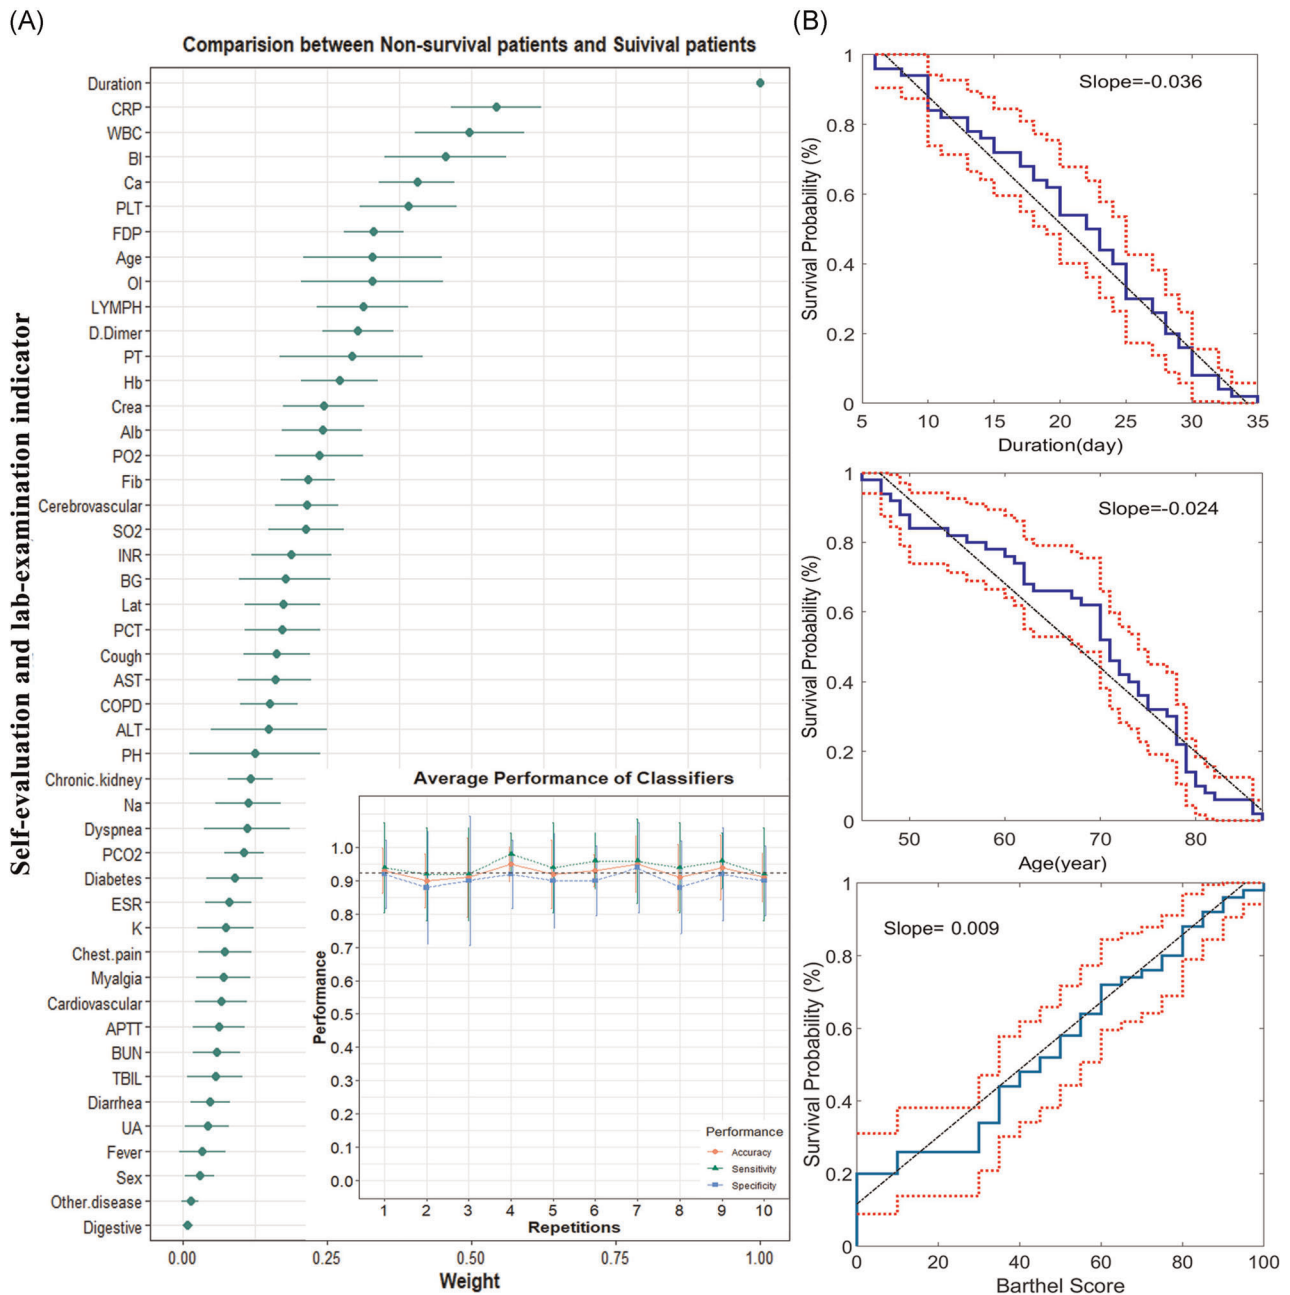 (A)
Comparision between Non-survival patients and Suivival patients
Self-evaluation and lab-examination indicator
Duration
CRP
WBC
BI
Ca
PLT
FDP
Age
OI
LYMPH
D.Dimer
PT
Hb
Crea
Alb
PO2
Fib
Cerebrovascular
SO2
INR
BG
Lat
PCT
Cough
AST
COPD
ALT
PH
Chronic.kidney
Na
Dyspnea
PCO2
Diabetes
ESR
K
Chest.pain
Myalgia
Cardiovascular
APTT
BUN
TBIL
Diarrhea
UA
Fever
Sex
Other.disease
Digestive
0.00 0.25 0.50 0.75 1.00
Weight
Average Performance of Classifiers
Performance
1.0
0.9
0.8
0.7
0.6
0.5
0.4
0.3
0.2
0.1
0.0
1 2 3 4 5 6 7 8 9 10
Repetitions
Performance
Accuracy
Sensitivity
Specificity
(B)
Slope=-0.036
Survival Probability (%)
1
0.8
0.6
0.4
0.2
0
5 10 15 20 25 30 35
Duration(day)
Slope=-0.024
Survival Probability (%)
1
0.8
0.6
0.4
0.2
0
50 60 70 80
Age(year)
Slope= 0.009
Survival Probability (%)
1
0.8
0.6
0.4
0.2
0
0 20 40 60 80 100
Barthel Score